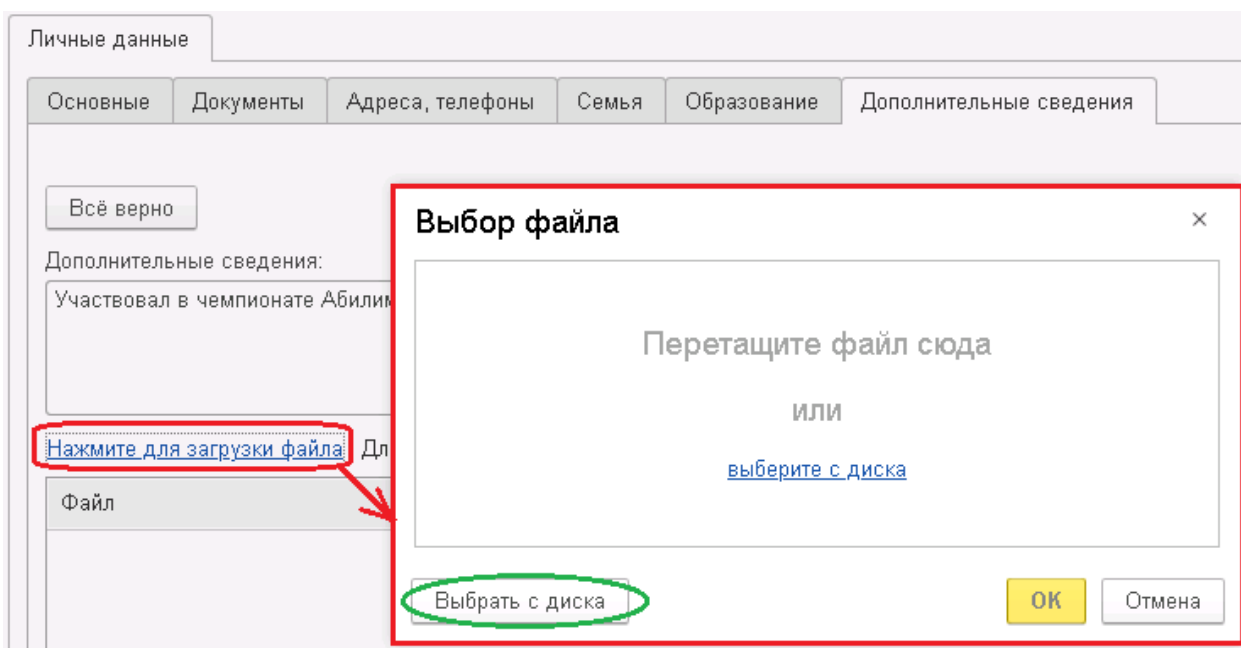 Личные данные
Основные Документы Адреса, телефоны Семья Образование Дополнительные сведения
Всё верно
Дополнительные сведения:
Участвовал в чемпионате
Нажмите для загрузки файла
Файл
Выбор файла ×
Перетащите файл сюда
или
выберите с диска
Выбрать с диска ОК Отмена